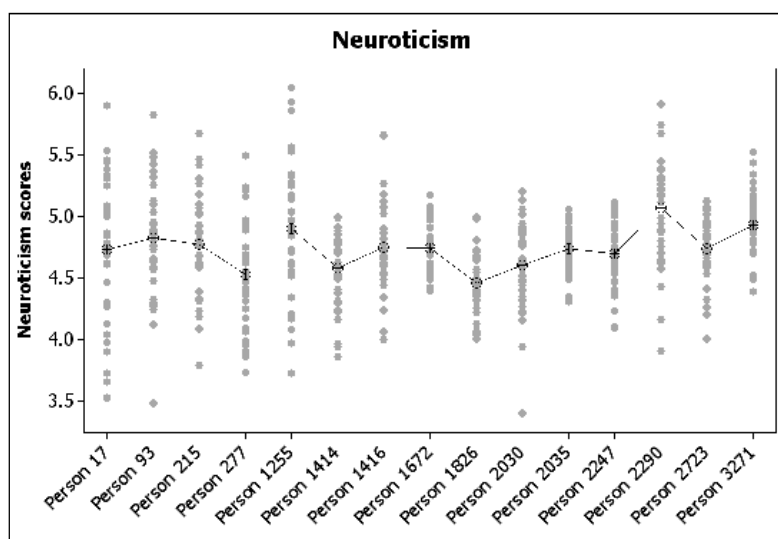 Neuroticism
Neuroticism scores
6.0
5.5
5.0
4.5
4.0
3.5
Person 17
Person 93
Person 215
Person 277
Person 1255
Person 1414
Person 1416
Person 1672
Person 1826
Person 2030
Person 2035
Person 2247
Person 2290
Person 2723
Person 3271